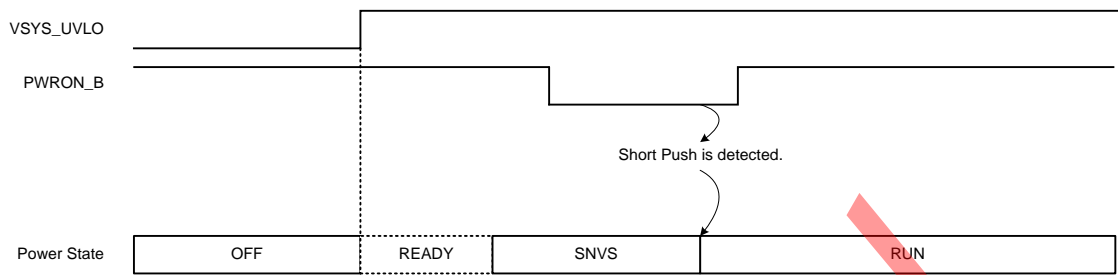 VSYS_UVLO
PWRON_B
Short Push is detected.
Power State
OFF
READY
SNVS
RUN